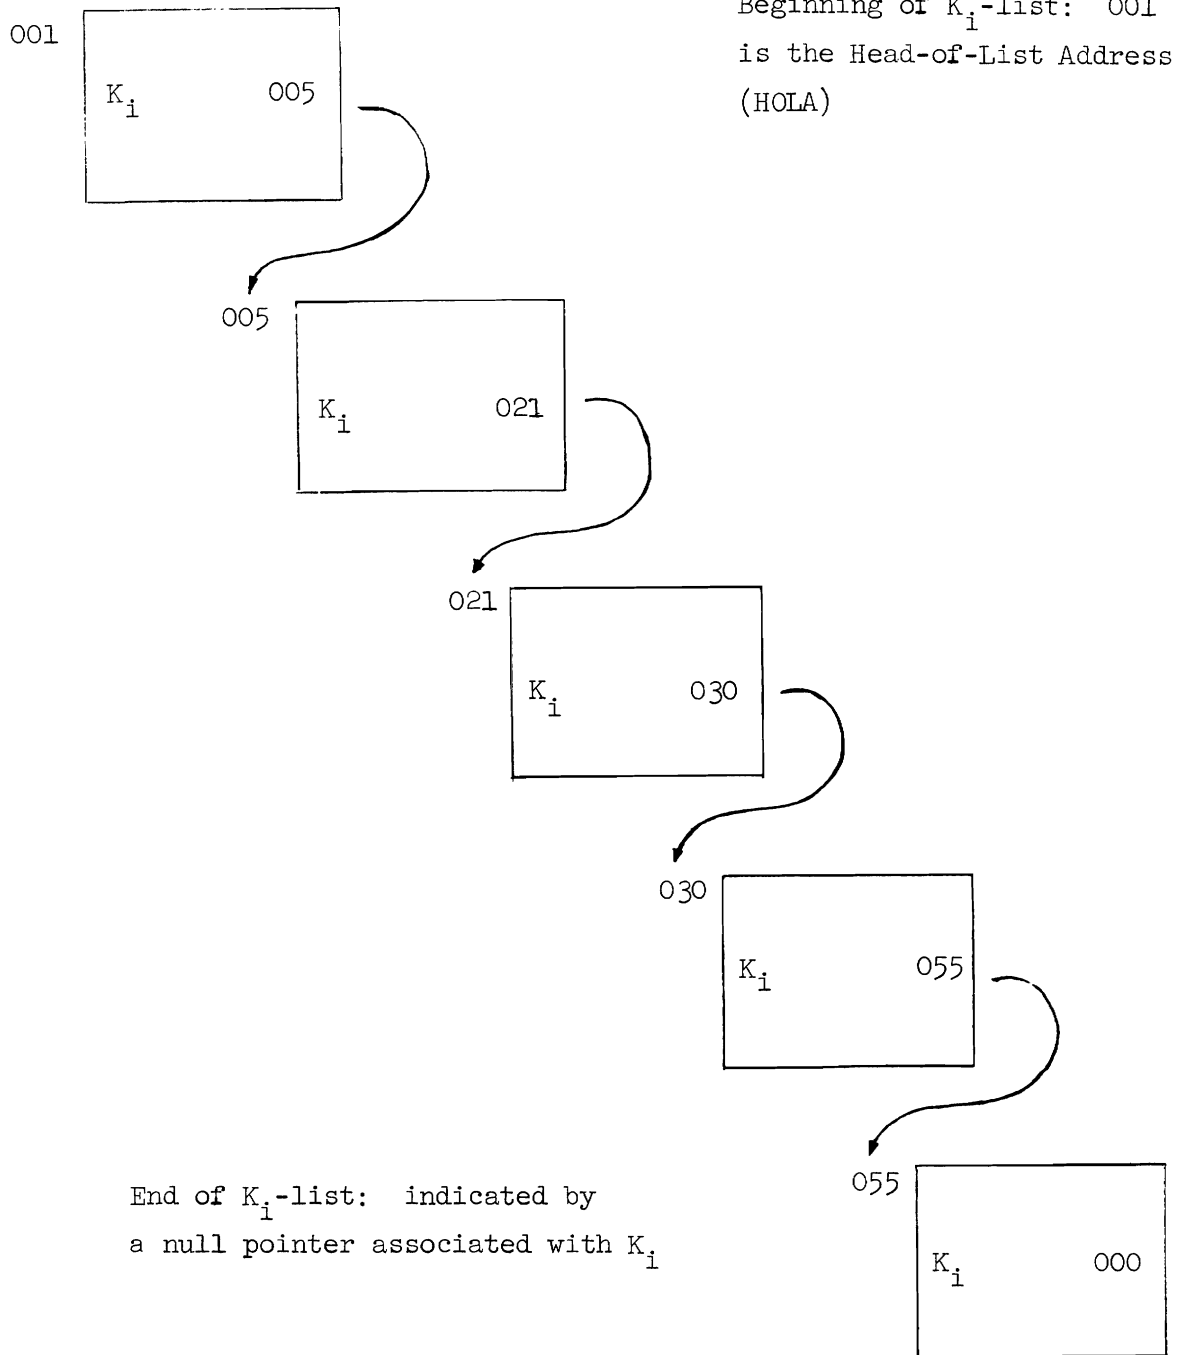 Beginning of K_i-list: 001
is the Head-of-List Address
(HOLA)
001
K_i 005
005
K_i 021
021
K_i 030
030
K_i 055
055
K_i 000
End of K_i-list: indicated by
a null pointer associated with K_i